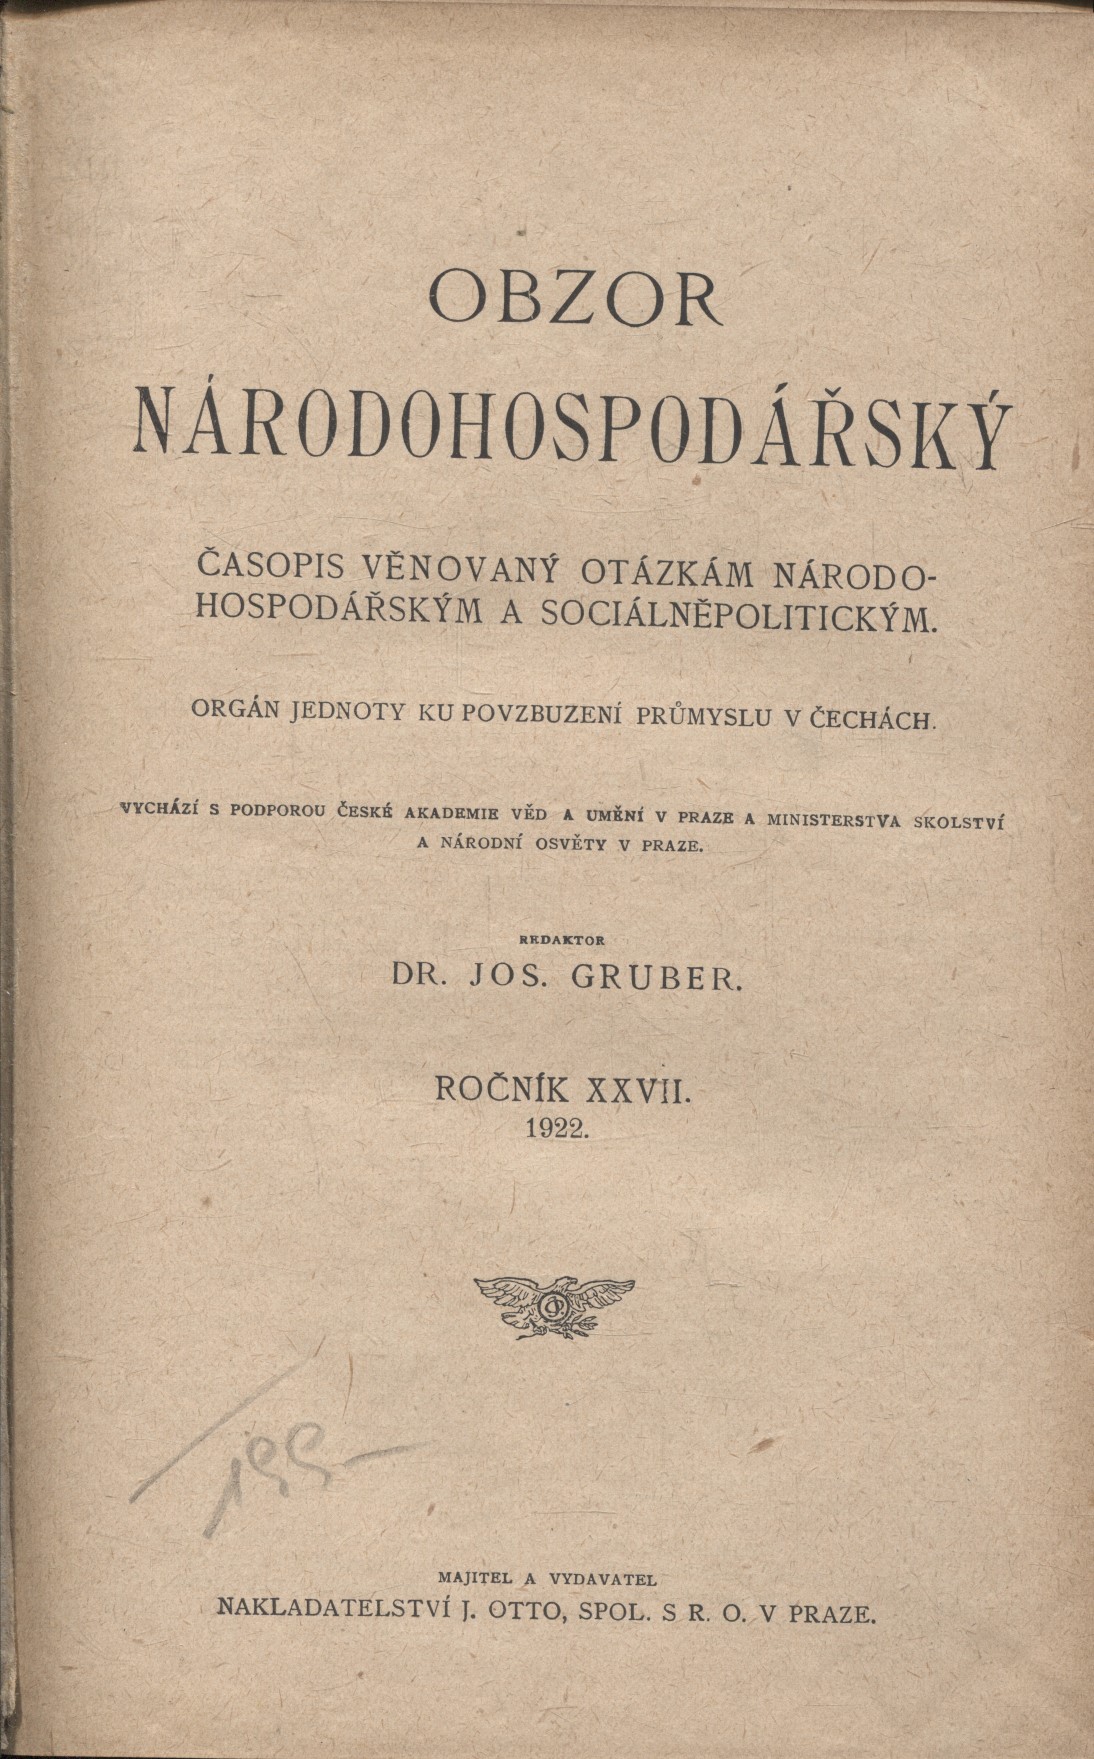 OBZOR
NÁRODOHOSPODÁŘSKÝ
ČASOPIS VĚNOVANÝ OTÁZKÁM NÁRODO-
HOSPODÁŘSKÝM A SOCIÁLNĚPOLITICKÝM.
ORGÁN JEDNOTY KU POVZBUZENÍ PRŮMYSLU V ČECHÁCH.
VYCHÁZÍ S PODPOROU ČESKÉ AKADEMIE VĚD A UMĚNÍ V PRAZE A MINISTERSTVA SKOLSTVÍ
A NÁRODNÍ OSVĚTY V PRAZE.
REDAKTOR
DR. JOS. GRUBER.
ROČNÍK XXVII.
1922.
MAJITEL A VYDAVATEL
NAKLADATELSTVÍ J. OTTO, SPOL. S R. O. V PRAZE.